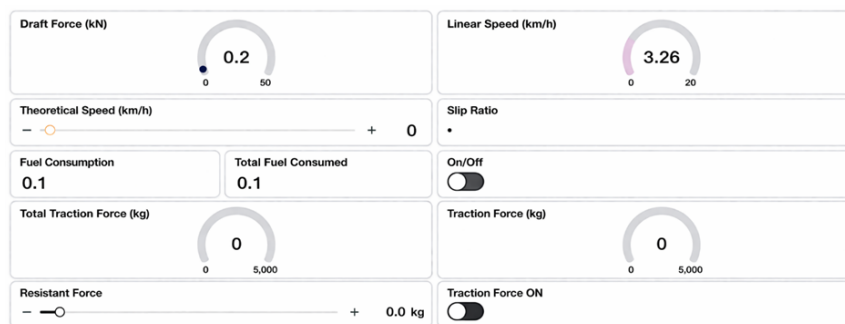 Draft Force (kN)
0.2
0 50
Linear Speed (km/h)
3.26
0 20
Theoretical Speed (km/h)
− + 0
Slip Ratio
•
Fuel Consumption
0.1
Total Fuel Consumed
0.1
On/Off
Total Traction Force (kg)
0
0 5,000
Traction Force (kg)
0
0 5,000
Resistant Force
− + 0.0 kg
Traction Force ON